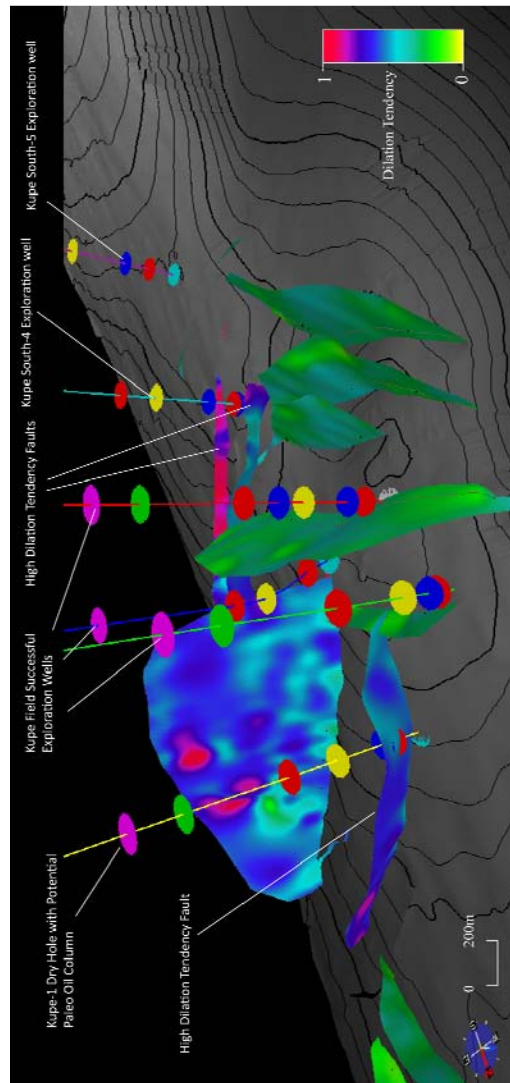 Kupe-1 Dry Hole with Potential
Paleo Oil Column
Kupe Field Successful
Exploration Wells
High Dilation Tendency Faults
Kupe South-4 Exploration well
Kupe South-5 Exploration well
High Dilation Tendency Fault
1
0
Dilation Tendency
0
200m